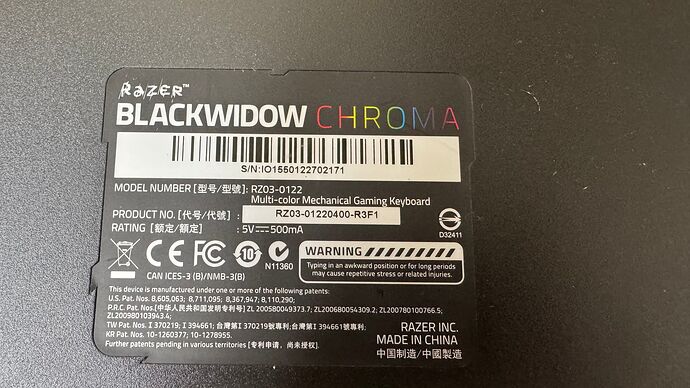 RAZER™
BLACKWIDOW CHROMA
S/N:IO1550122702171
MODEL NUMBER [型号/型號]: RZ03-0122
Multi-color Mechanical Gaming Keyboard
PRODUCT NO. [代号/代號] : RZ03-01220400-R3F1
RATING [额定/額定] : 5V⎓500mA
D32411
CE FC 10 N11360
CAN ICES-3 (B)/NMB-3(B)
WARNING
Typing in an awkward position or for long periods
may cause repetitive stress or related injuries.
This device is manufactured under one or more of the following patents:
U.S. Pat. Nos. 8,605,063; 8,711,095; 8,367,947; 8,110,290;
P.R.C. Pat Nos.[中华人民共和国发明专利号] ZL 200580049373.7; ZL200680054309.2; ZL200780100766.5;
ZL200980103943.4;
TW Pat Nos. I 370219; I 394661; 台灣第I 370219號專利;台灣第I 394661號專利;
KR Pat. Nos. 10-1260377; 10-1278955.
Further patents pending in various territories [专利申请，尚未授权].
RAZER INC.
MADE IN CHINA
中国制造/中國製造